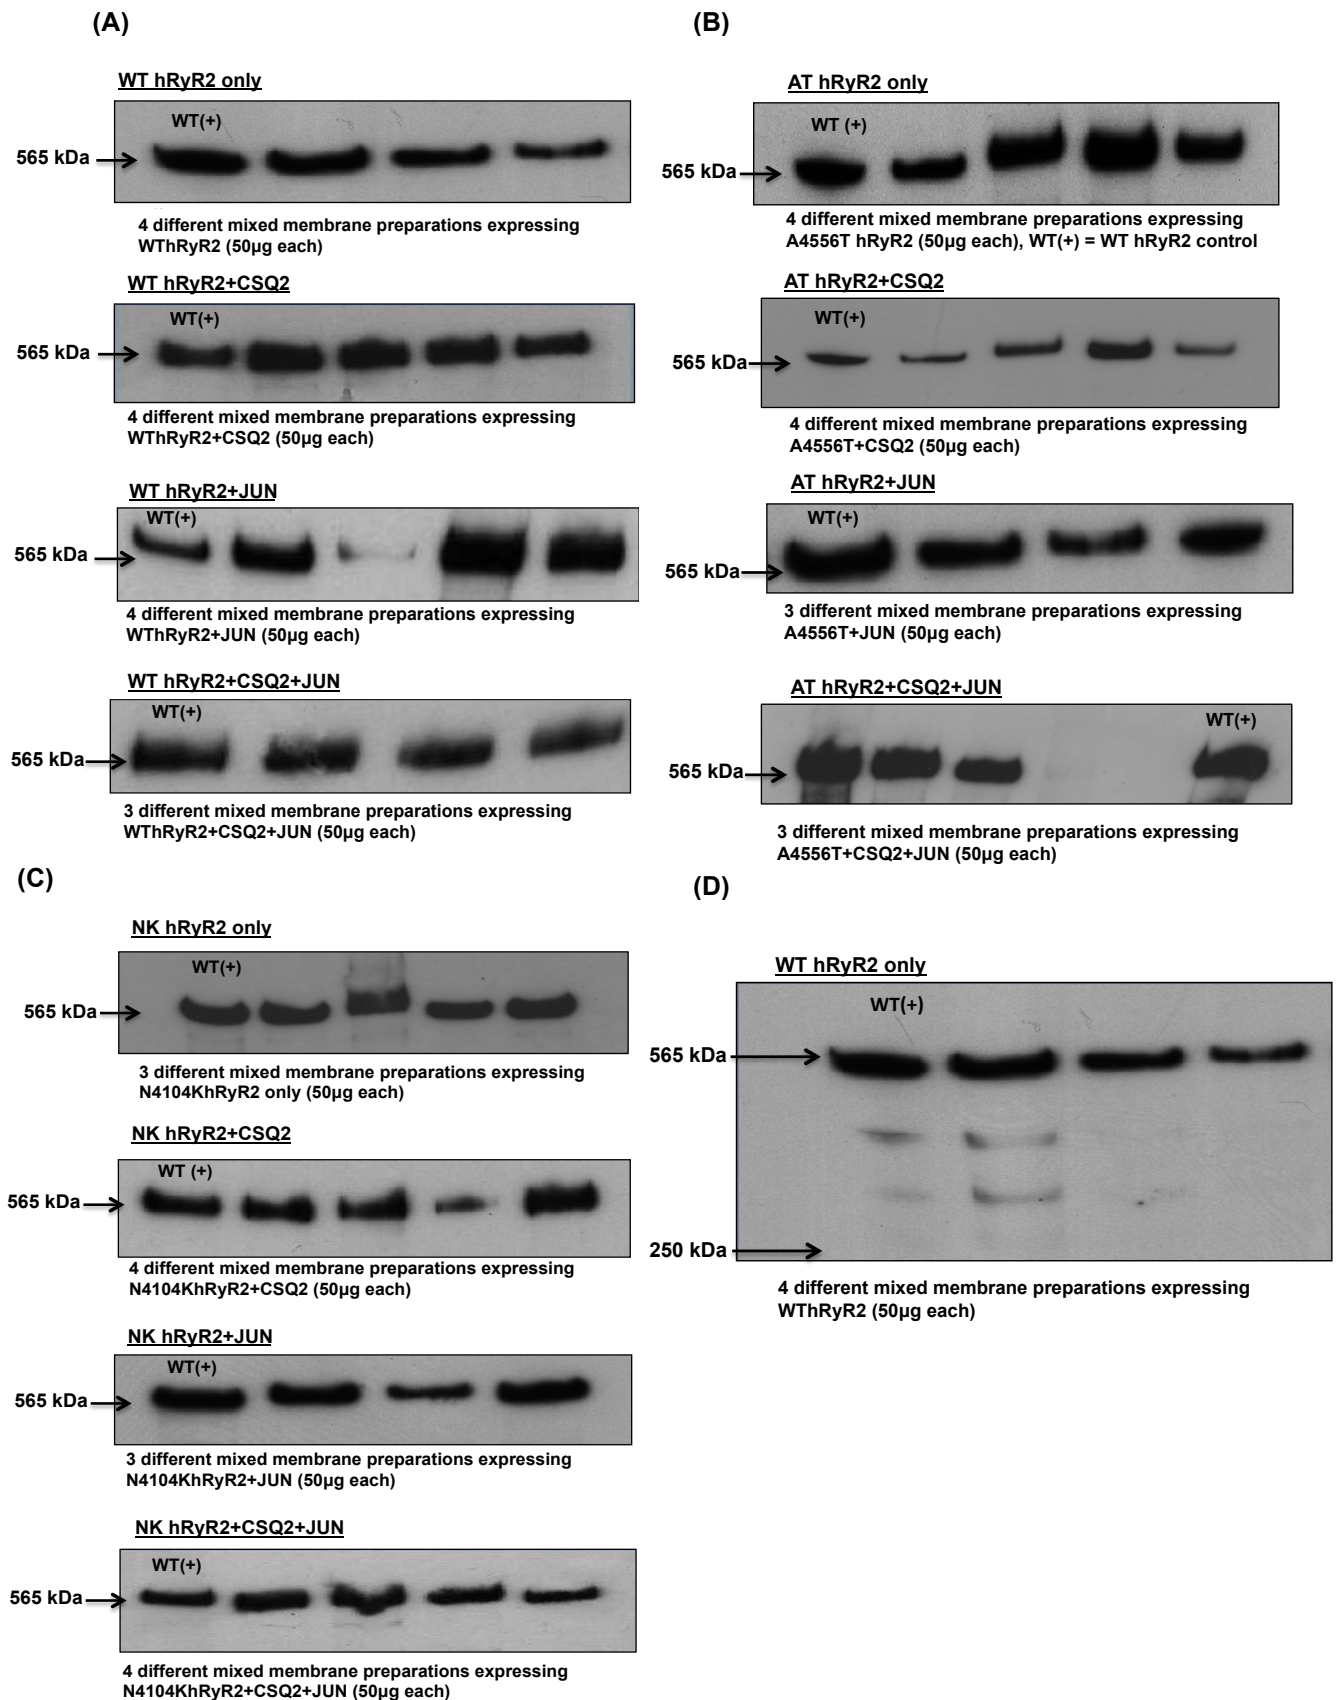 (A)
WT hRyR2 only
WT(+)
565 kDa
4 different mixed membrane preparations expressing
WThRyR2 (50µg each)
WT hRyR2+CSQ2
WT(+)
565 kDa
4 different mixed membrane preparations expressing
WThRyR2+CSQ2 (50µg each)
WT hRyR2+JUN
WT(+)
565 kDa
4 different mixed membrane preparations expressing
WThRyR2+JUN (50µg each)
WT hRyR2+CSQ2+JUN
WT(+)
565 kDa
3 different mixed membrane preparations expressing
WThRyR2+CSQ2+JUN (50µg each)
(B)
AT hRyR2 only
WT (+)
565 kDa
4 different mixed membrane preparations expressing
A4556T hRyR2 (50µg each), WT(+) = WT hRyR2 control
AT hRyR2+CSQ2
WT(+)
565 kDa
4 different mixed membrane preparations expressing
A4556T+CSQ2 (50µg each)
AT hRyR2+JUN
WT(+)
565 kDa
3 different mixed membrane preparations expressing
A4556T+JUN (50µg each)
AT hRyR2+CSQ2+JUN
WT(+)
565 kDa
3 different mixed membrane preparations expressing
A4556T+CSQ2+JUN (50µg each)
(C)
NK hRyR2 only
WT(+)
565 kDa
3 different mixed membrane preparations expressing
N4104KhRyR2 only (50µg each)
NK hRyR2+CSQ2
WT (+)
565 kDa
4 different mixed membrane preparations expressing
N4104KhRyR2+CSQ2 (50µg each)
NK hRyR2+JUN
WT(+)
565 kDa
3 different mixed membrane preparations expressing
N4104KhRyR2+JUN (50µg each)
NK hRyR2+CSQ2+JUN
WT(+)
565 kDa
4 different mixed membrane preparations expressing
N4104KhRyR2+CSQ2+JUN (50µg each)
(D)
WT hRyR2 only
WT(+)
565 kDa
250 kDa
4 different mixed membrane preparations expressing
WThRyR2 (50µg each)